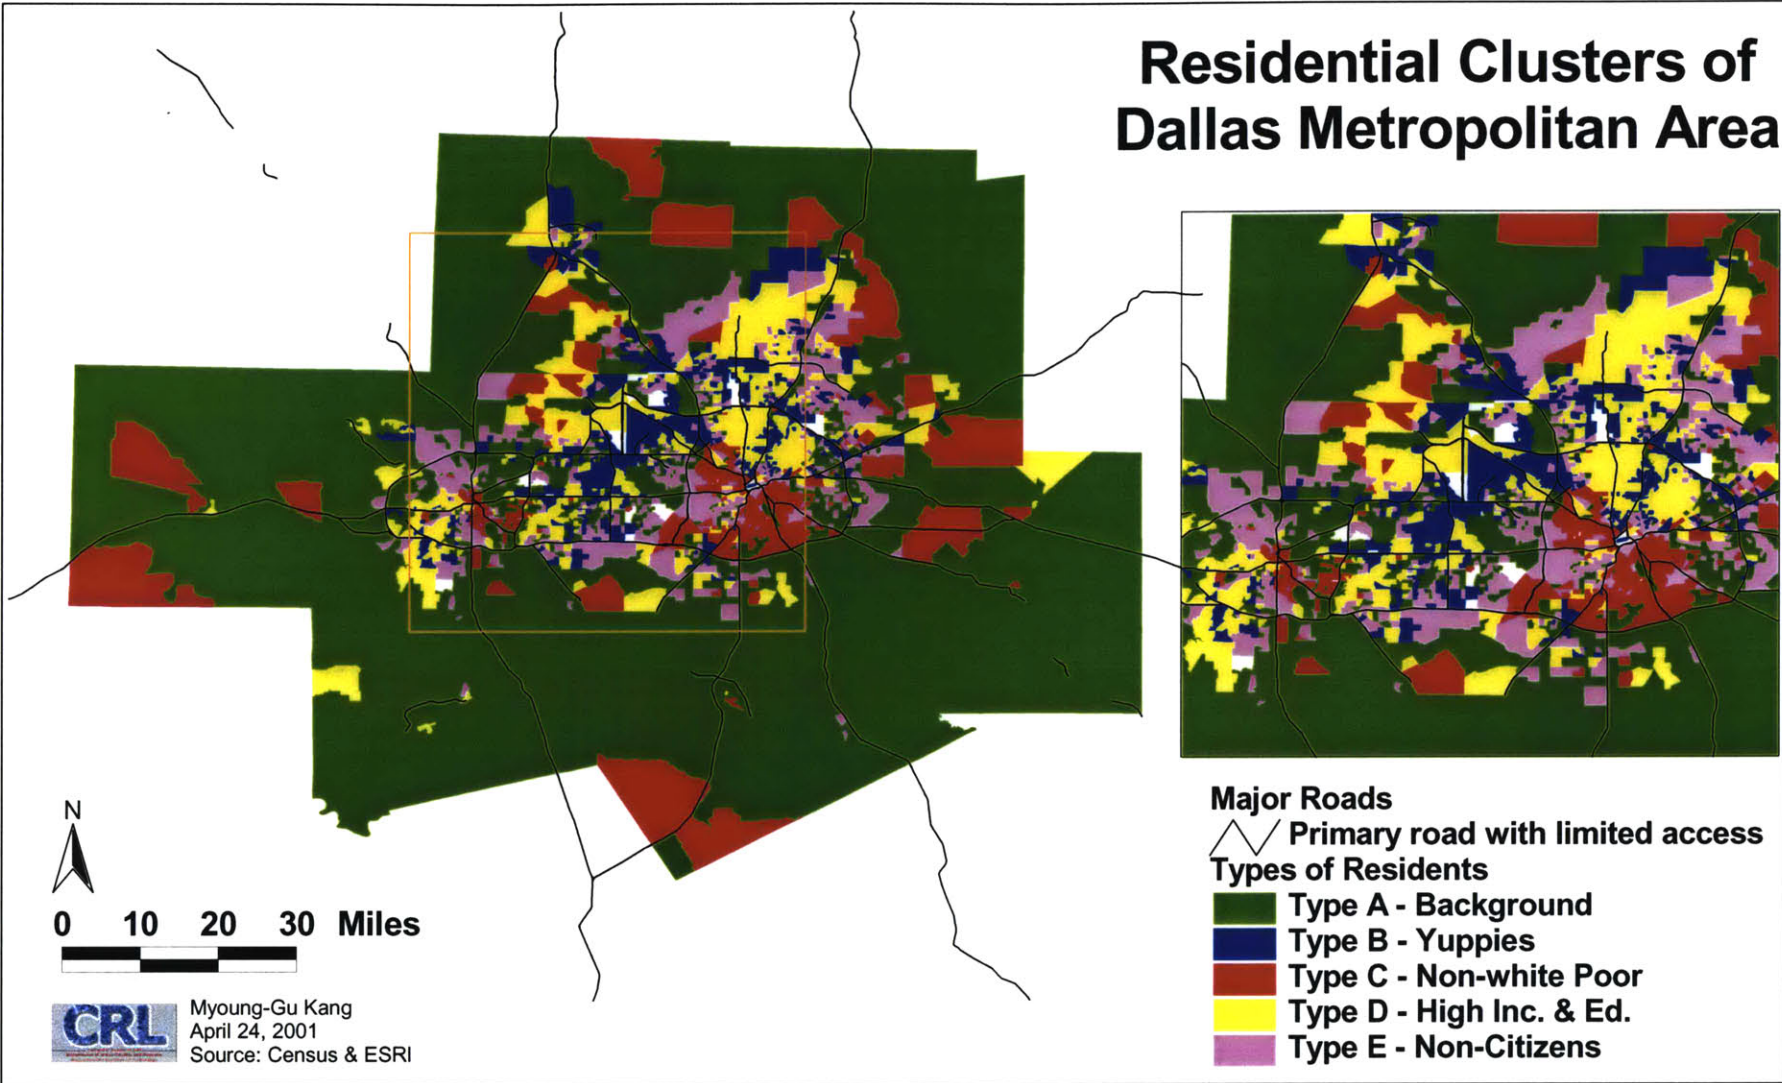 Residential Clusters of
Dallas Metropolitan Area
N
0 10 20 30 Miles
CRL
Myoung-Gu Kang
April 24, 2001
Source: Census & ESRI
Major Roads
Primary road with limited access
Types of Residents
Type A - Background
Type B - Yuppies
Type C - Non-white Poor
Type D - High Inc. & Ed.
Type E - Non-Citizens